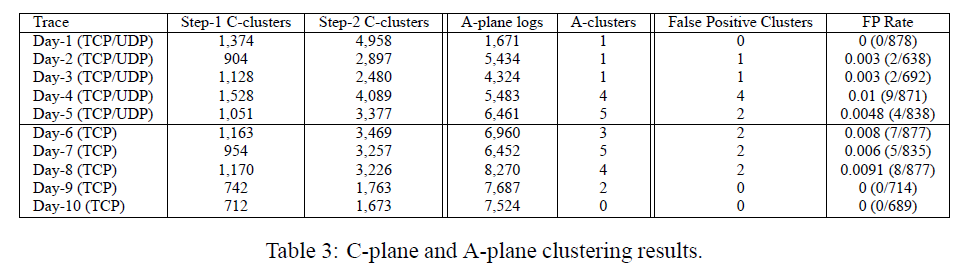 Trace Step-1 C-clusters Step-2 C-clusters A-plane logs A-clusters False Positive Clusters FP Rate
Day-1 (TCP/UDP) 1,374 4,958 1,671 1 0 0 (0/878)
Day-2 (TCP/UDP) 904 2,897 5,434 1 1 0.003 (2/638)
Day-3 (TCP/UDP) 1,128 2,480 4,324 1 1 0.003 (2/692)
Day-4 (TCP/UDP) 1,528 4,089 5,483 4 4 0.01 (9/871)
Day-5 (TCP/UDP) 1,051 3,377 6,461 5 2 0.0048 (4/838)
Day-6 (TCP) 1,163 3,469 6,960 3 2 0.008 (7/877)
Day-7 (TCP) 954 3,257 6,452 5 2 0.006 (5/835)
Day-8 (TCP) 1,170 3,226 8,270 4 2 0.0091 (8/877)
Day-9 (TCP) 742 1,763 7,687 2 0 0 (0/714)
Day-10 (TCP) 712 1,673 7,524 0 0 0 (0/689)
Table 3: C-plane and A-plane clustering results.